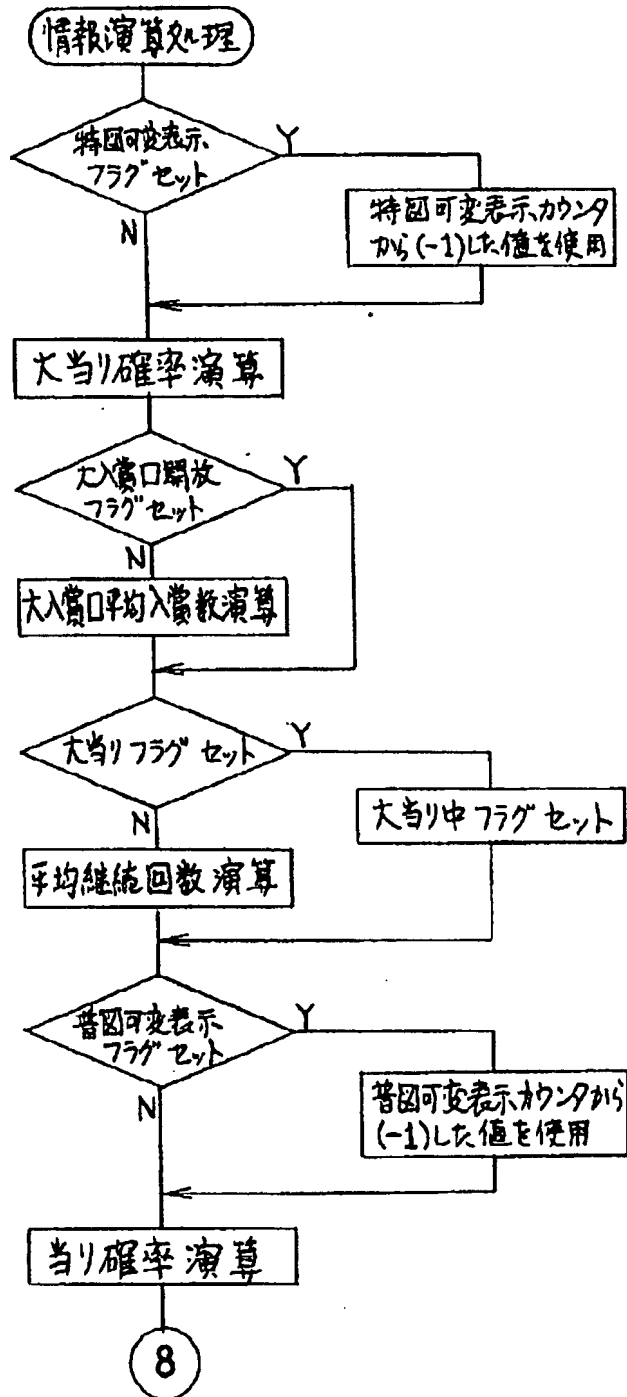 情報演算処理
特図可変表示
フラグセット
Y
N
特図可変表示カウンタ
から(-1)した値を使用
大当り確率演算
大入賞口開放
フラグセット
Y
N
大入賞口平均入賞数演算
大当りフラグセット
Y
N
大当り中フラグセット
平均継続回数演算
普図可変表示
フラグセット
Y
N
普図可変表示カウンタから
(-1)した値を使用
当り確率演算
8